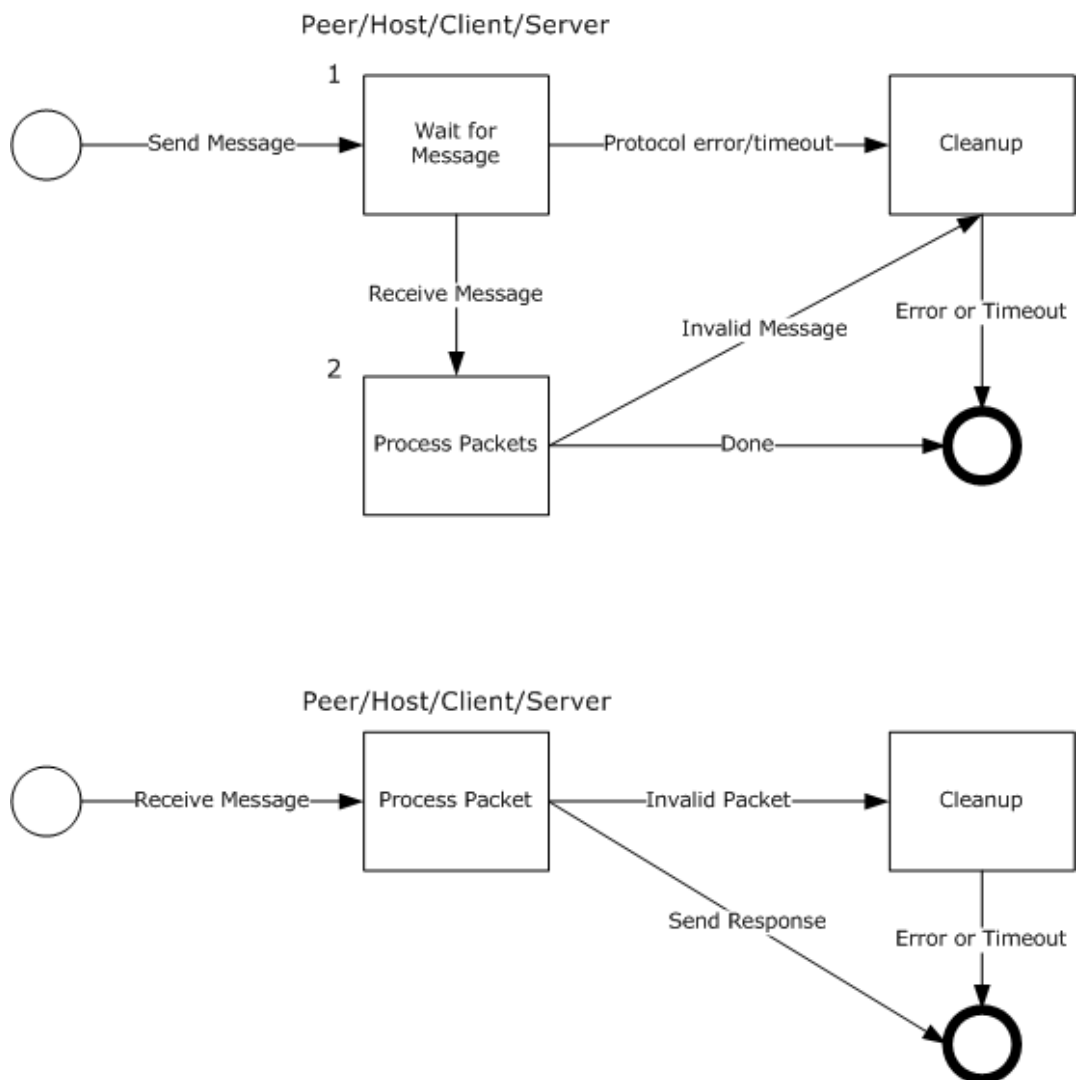 Peer/Host/Client/Server
1
Send Message
Wait for
Message
Protocol error/timeout
Cleanup
Receive Message
Invalid Message
Error or Timeout
2
Process Packets
Done
Peer/Host/Client/Server
Receive Message
Process Packet
Invalid Packet
Cleanup
Send Response
Error or Timeout